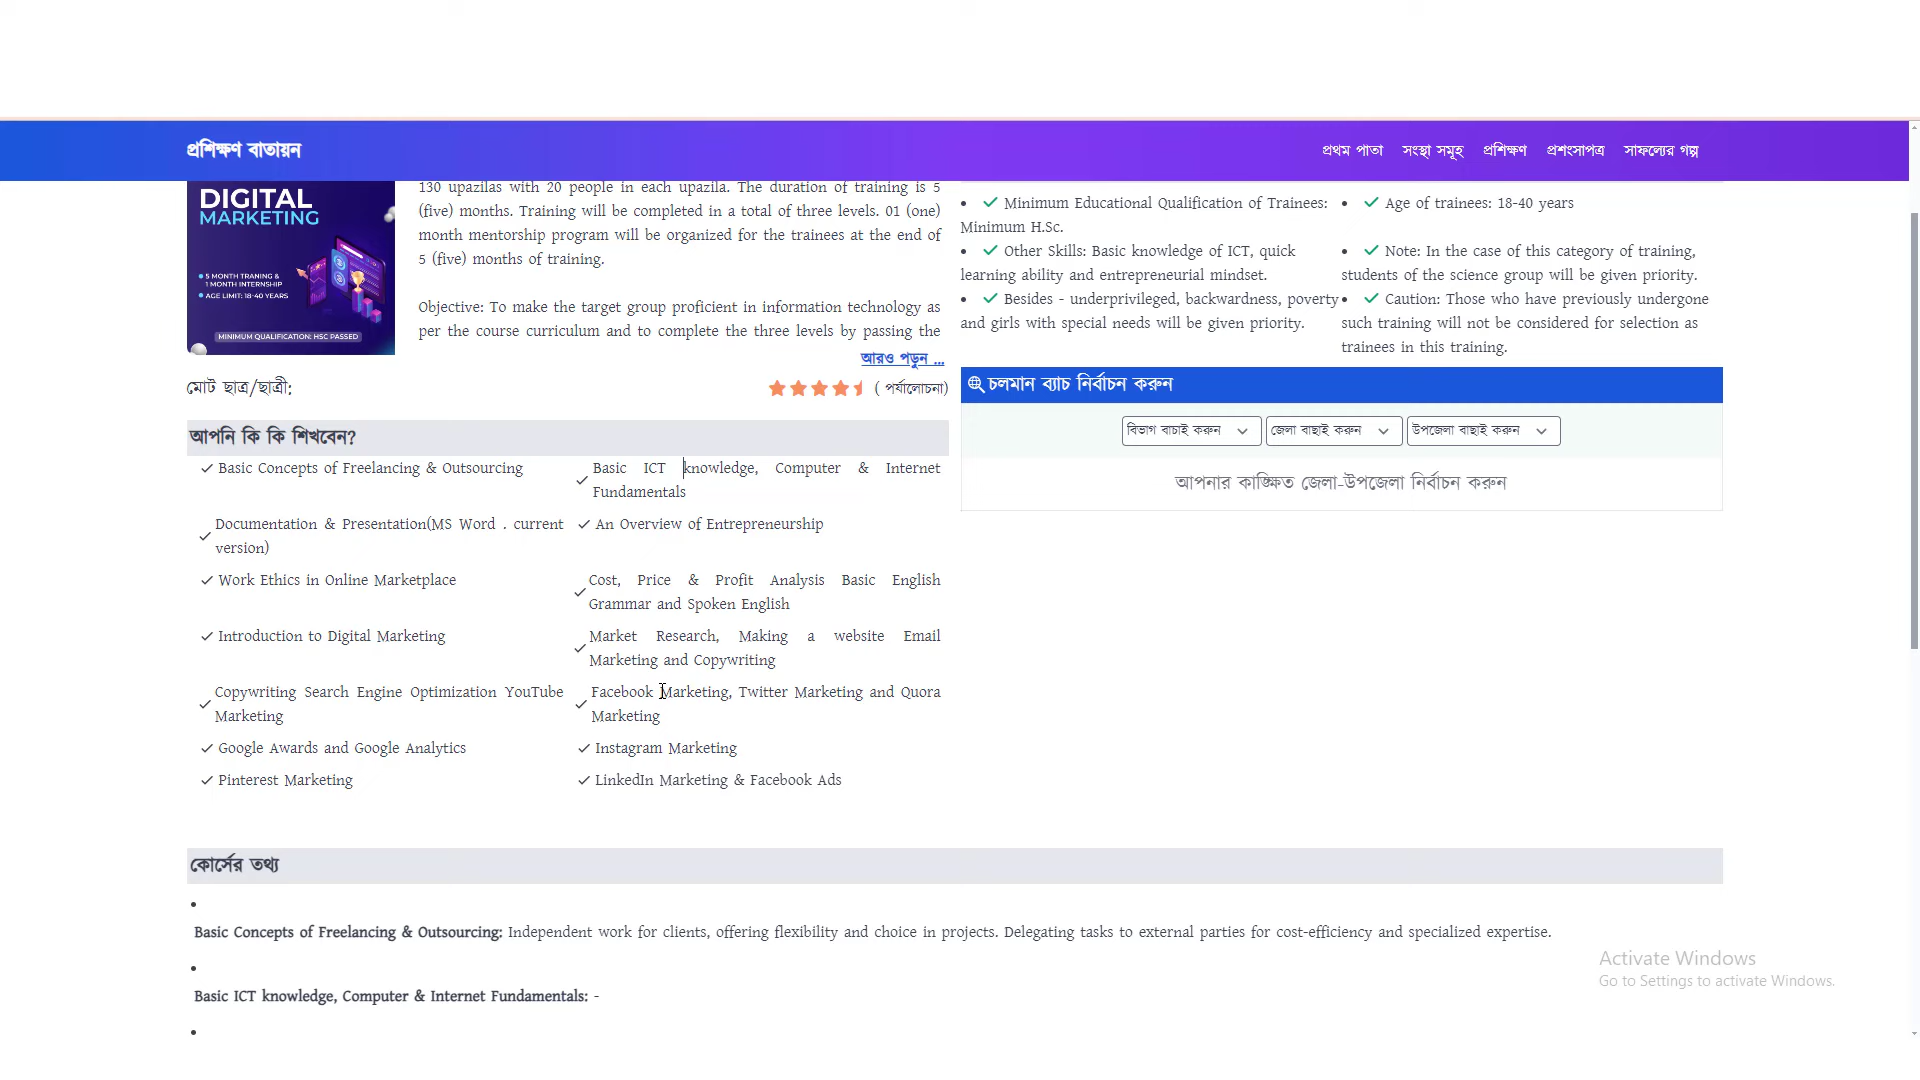 প্রশিক্ষণ বাতায়ন
প্রথম পাতা সংস্থা সমূহ প্রশিক্ষণ প্রশংসাপত্র সাফল্যের গল্প
DIGITAL
MARKETING
5 MONTH TRANING &
1 MONTH INTERNSHIP
AGE LIMIT: 18-40 YEARS
MINIMUM QUALIFICATION: HSC PASSED
130 upazilas with 20 people in each upazila. The duration of training is 5
(five) months. Training will be completed in a total of three levels. 01 (one)
month mentorship program will be organized for the trainees at the end of
5 (five) months of training.
Objective: To make the target group proficient in information technology as
per the course curriculum and to complete the three levels by passing the
আরও পড়ুন ...
মোট ছাত্র/ছাত্রী:
( পর্যালোচনা)
আপনি কি কি শিখবেন?
Basic Concepts of Freelancing & Outsourcing
Basic ICT knowledge, Computer & Internet
Fundamentals
Documentation & Presentation(MS Word . current
version)
An Overview of Entrepreneurship
Work Ethics in Online Marketplace
Cost, Price & Profit Analysis Basic English
Grammar and Spoken English
Introduction to Digital Marketing
Market Research, Making a website Email
Marketing and Copywriting
Copywriting Search Engine Optimization YouTube
Marketing
Facebook Marketing, Twitter Marketing and Quora
Marketing
Google Awards and Google Analytics
Instagram Marketing
Pinterest Marketing
LinkedIn Marketing & Facebook Ads
Minimum Educational Qualification of Trainees:
Minimum H.Sc.
Age of trainees: 18-40 years
Other Skills: Basic knowledge of ICT, quick
learning ability and entrepreneurial mindset.
Note: In the case of this category of training,
students of the science group will be given priority.
Besides - underprivileged, backwardness, poverty
and girls with special needs will be given priority.
Caution: Those who have previously undergone
such training will not be considered for selection as
trainees in this training.
চলমান ব্যাচ নির্বাচন করুন
বিভাগ বাচাই করুন জেলা বাছাই করুন উপজেলা বাছাই করুন
আপনার কাঙ্ক্ষিত জেলা-উপজেলা নির্বাচন করুন
কোর্সের তথ্য
Basic Concepts of Freelancing & Outsourcing: Independent work for clients, offering flexibility and choice in projects. Delegating tasks to external parties for cost-efficiency and specialized expertise.
Basic ICT knowledge, Computer & Internet Fundamentals: -
Activate Windows
Go to Settings to activate Windows.